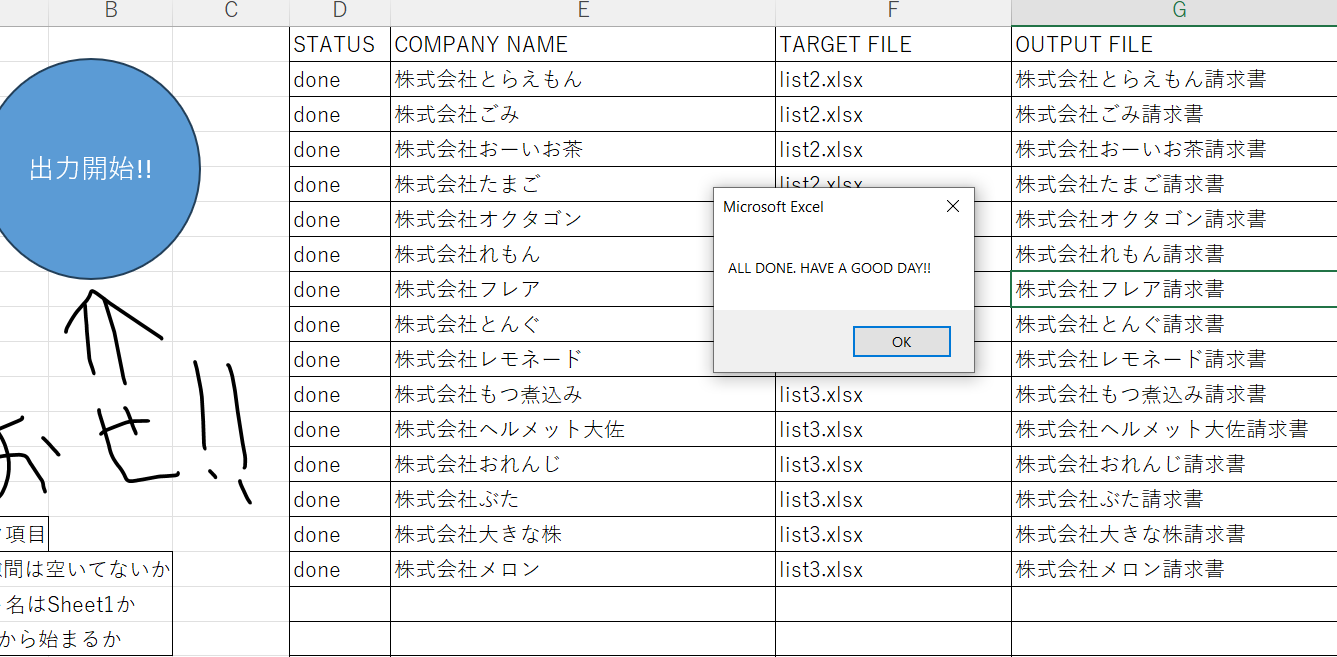 B C D E F G
STATUS COMPANY NAME TARGET FILE OUTPUT FILE
done 株式会社とらえもん list2.xlsx 株式会社とらえもん請求書
done 株式会社ごみ list2.xlsx 株式会社ごみ請求書
done 株式会社おーいお茶 list2.xlsx 株式会社おーいお茶請求書
done 株式会社たまご list2.xlsx 株式会社たまご請求書
done 株式会社オクタゴン 株式会社オクタゴン請求書
done 株式会社れもん 株式会社れもん請求書
done 株式会社フレア 株式会社フレア請求書
done 株式会社とんぐ 株式会社とんぐ請求書
done 株式会社レモネード 株式会社レモネード請求書
done 株式会社もつ煮込み list3.xlsx 株式会社もつ煮込み請求書
done 株式会社ヘルメット大佐 list3.xlsx 株式会社ヘルメット大佐請求書
done 株式会社おれんじ list3.xlsx 株式会社おれんじ請求書
done 株式会社ぶた list3.xlsx 株式会社ぶた請求書
done 株式会社大きな株 list3.xlsx 株式会社大きな株請求書
done 株式会社メロン list3.xlsx 株式会社メロン請求書
出力開始!!
おせ!!
項目
間は空いてないか
名はSheet1か
から始まるか
Microsoft Excel
ALL DONE. HAVE A GOOD DAY!!
OK